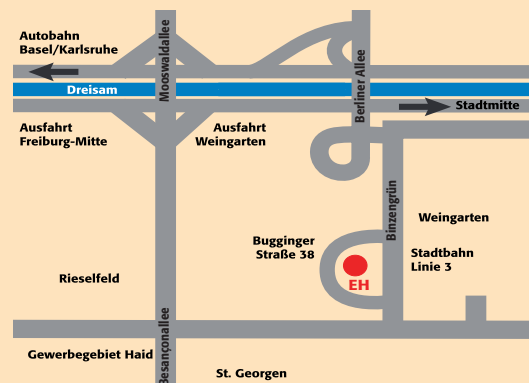 Autobahn
Basel/Karlsruhe
Mooswaldallee
Berliner Allee
Dreisam
Stadtmitte
Ausfahrt
Freiburg-Mitte
Ausfahrt
Weingarten
Binzengrün
Weingarten
Bugginger
Straße 38
Stadtbahn
Linie 3
EH
Rieselfeld
Besançonallee
Gewerbegebiet Haid
St. Georgen